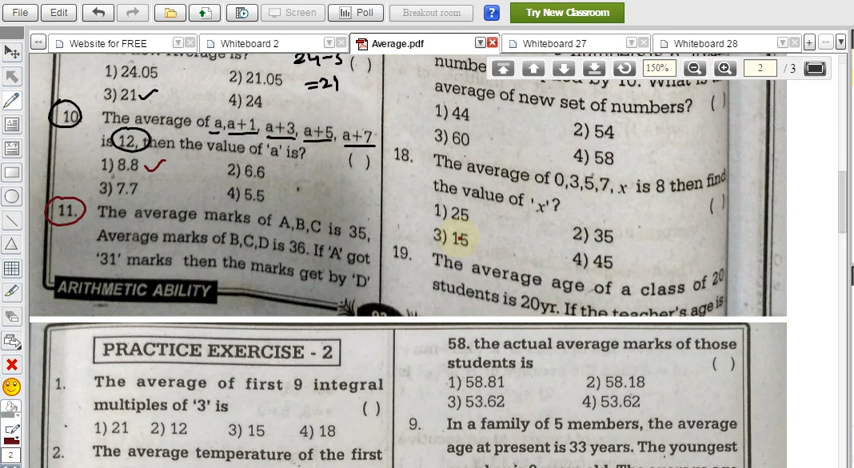 File
Edit
Screen
Poll
Breakout room
?
Try New Classroom
Website for FREE
Whiteboard 2
Average.pdf
Whiteboard 27
Whiteboard 28
150%
2 / 3
24-3
1) 24.05 2) 21.05
=21
3) 21 4) 24
10 The average of a,a+1, a+3, a+5, a+7
is 12, then the value of 'a' is? ( )
1) 8.8 2) 6.6
3) 7.7 4) 5.5
11. The average marks of A,B,C is 35,
Average marks of B,C,D is 36. If 'A' got
'31' marks then the marks get by 'D'
ARITHMETIC ABILITY
average of new set of numbers? ( )
1) 44 2) 54
3) 60 4) 58
18. The average of 0,3,5,7, x is 8 then find
the value of 'x'? ( )
1) 25 2) 35
3) 15 4) 45
19. The average age of a class of 20
students is 20yr. If the teacher's age is
PRACTICE EXERCISE - 2
1. The average of first 9 integral
multiples of '3' is ( )
1) 21 2) 12 3) 15 4) 18
2. The average temperature of the first
58. the actual average marks of those
students is ( )
1) 58.81 2) 58.18
3) 53.62 4) 53.62
9. In a family of 5 members, the average
age at present is 33 years. The youngest
2